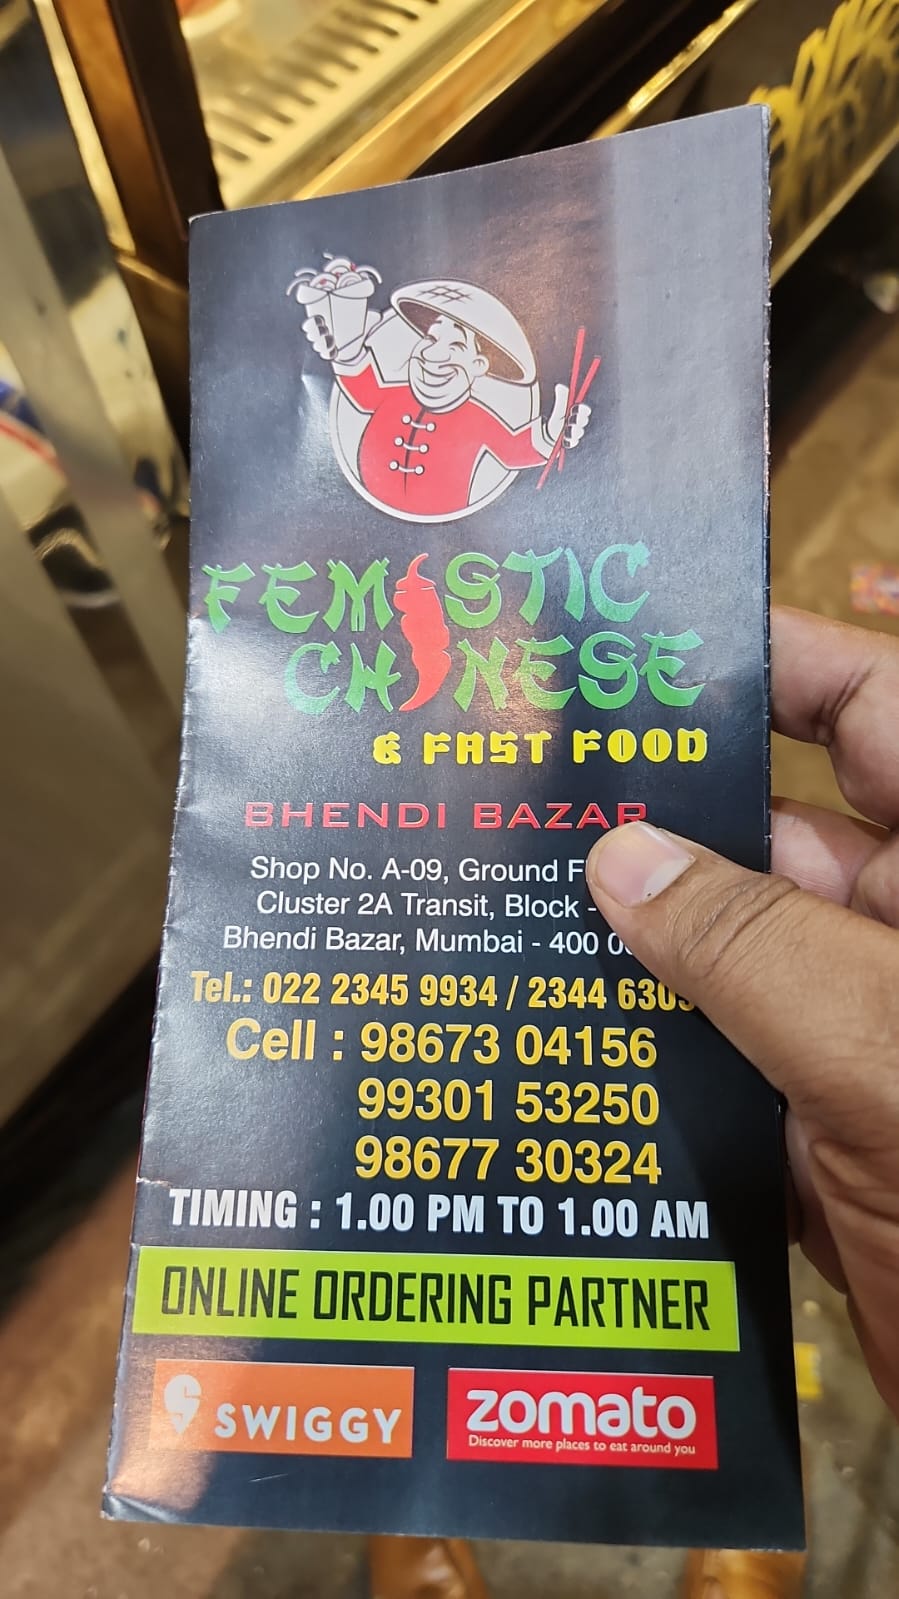 FEMISTIC
CHINESE
& FAST FOOD
BHENDI BAZAR
Shop No. A-09, Ground
Cluster 2A Transit, Block -
Bhendi Bazar, Mumbai - 400
Tel.: 022 2345 9934 / 2344
Cell : 98673 04156
99301 53250
98677 30324
TIMING : 1.00 PM TO 1.00 AM
ONLINE ORDERING PARTNER
SWIGGY
zomato
Discover more places to eat around you